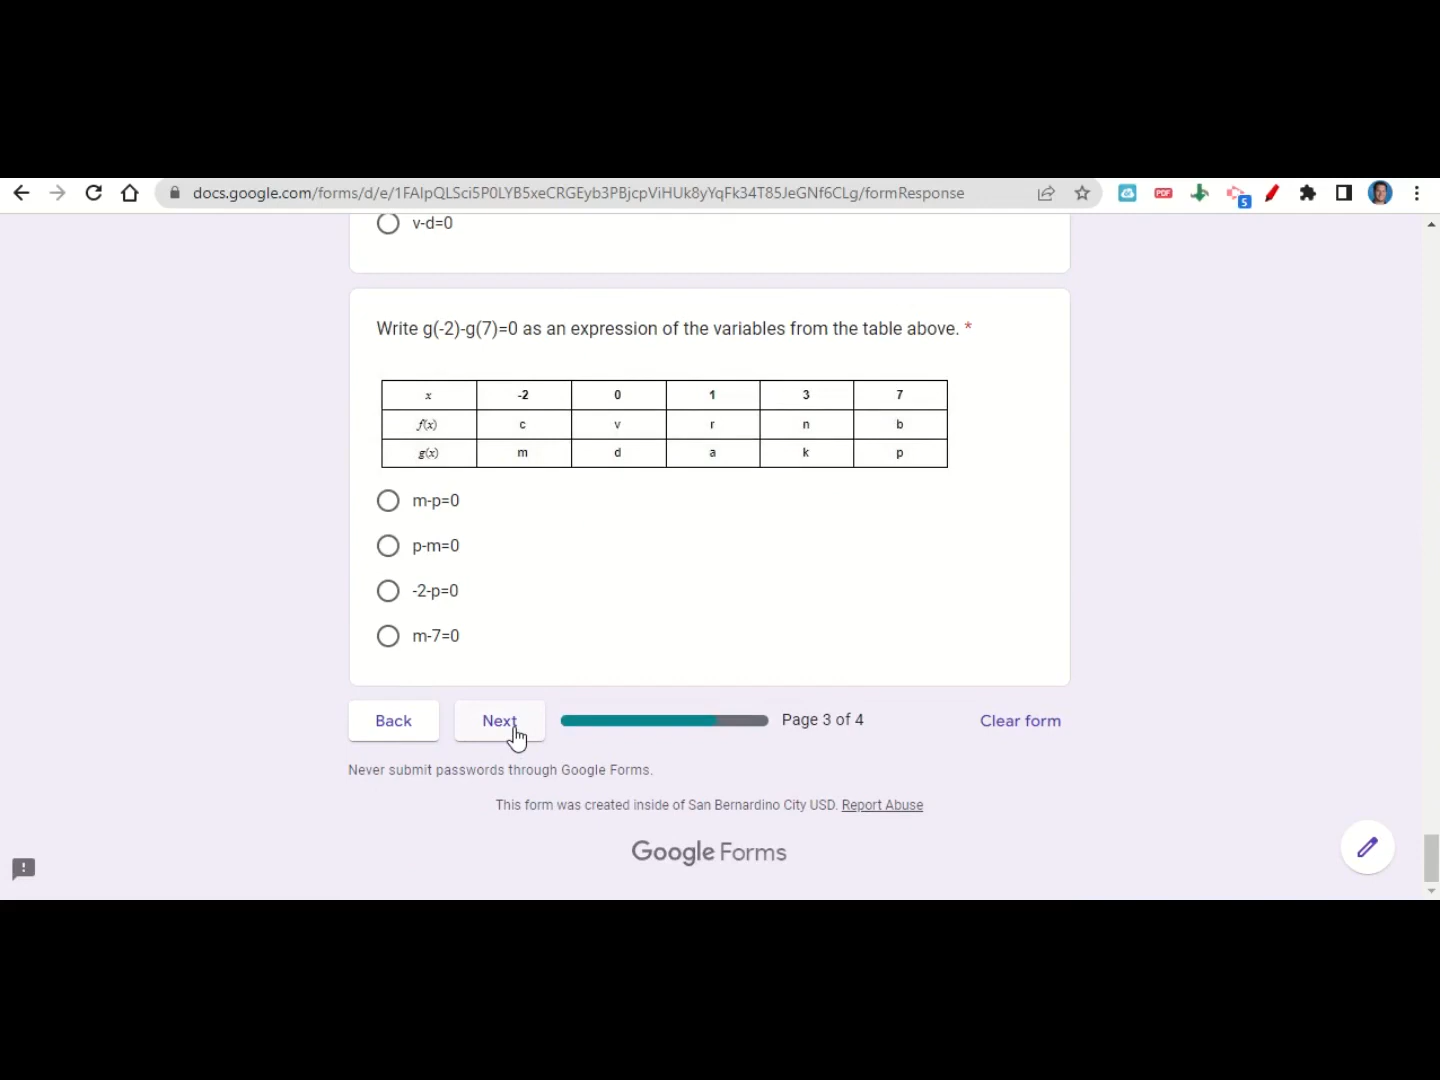 docs.google.com/forms/d/e/1FAIpQLSci5P0LYB5xeCRGEyb3PBjcpViHUk8yYqFk34T85JeGNf6CLg/formResponse
PDF
5
v-d=0
Write g(-2)-g(7)=0 as an expression of the variables from the table above. *
x -2 0 1 3 7
f(x) c v r n b
g(x) m d a k p
m-p=0
p-m=0
-2-p=0
m-7=0
Back Next Page 3 of 4 Clear form
Never submit passwords through Google Forms.
This form was created inside of San Bernardino City USD. Report Abuse
Google Forms